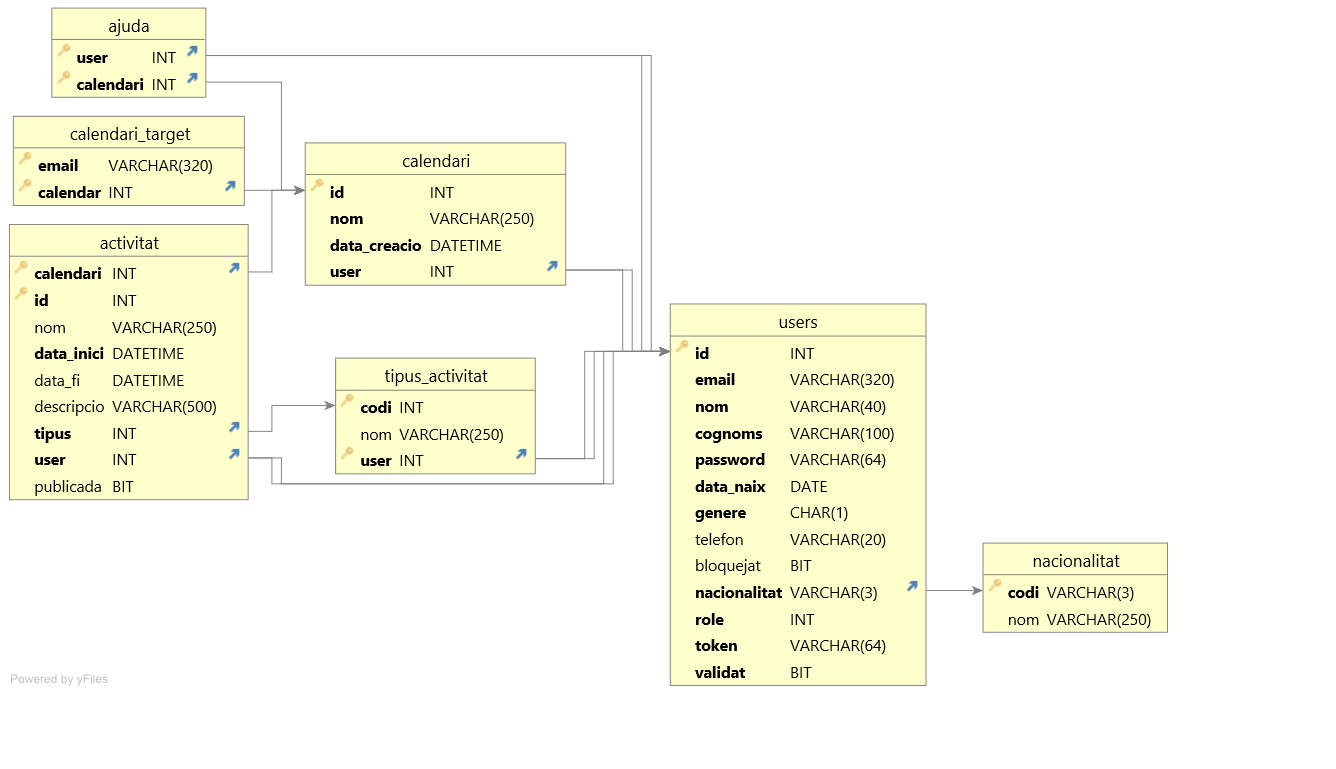 ajuda
user INT
calendari INT
calendari_target
email VARCHAR(320)
calendar INT
activitat
calendari INT
id INT
nom VARCHAR(250)
data_inici DATETIME
data_fi DATETIME
descripcio VARCHAR(500)
tipus INT
user INT
publicada BIT
calendari
id INT
nom VARCHAR(250)
data_creacio DATETIME
user INT
tipus_activitat
codi INT
nom VARCHAR(250)
user INT
users
id INT
email VARCHAR(320)
nom VARCHAR(40)
cognoms VARCHAR(100)
password VARCHAR(64)
data_naix DATE
genere CHAR(1)
telefon VARCHAR(20)
bloquejat BIT
nacionalitat VARCHAR(3)
role INT
token VARCHAR(64)
validat BIT
nacionalitat
codi VARCHAR(3)
nom VARCHAR(250)
Powered by yFiles